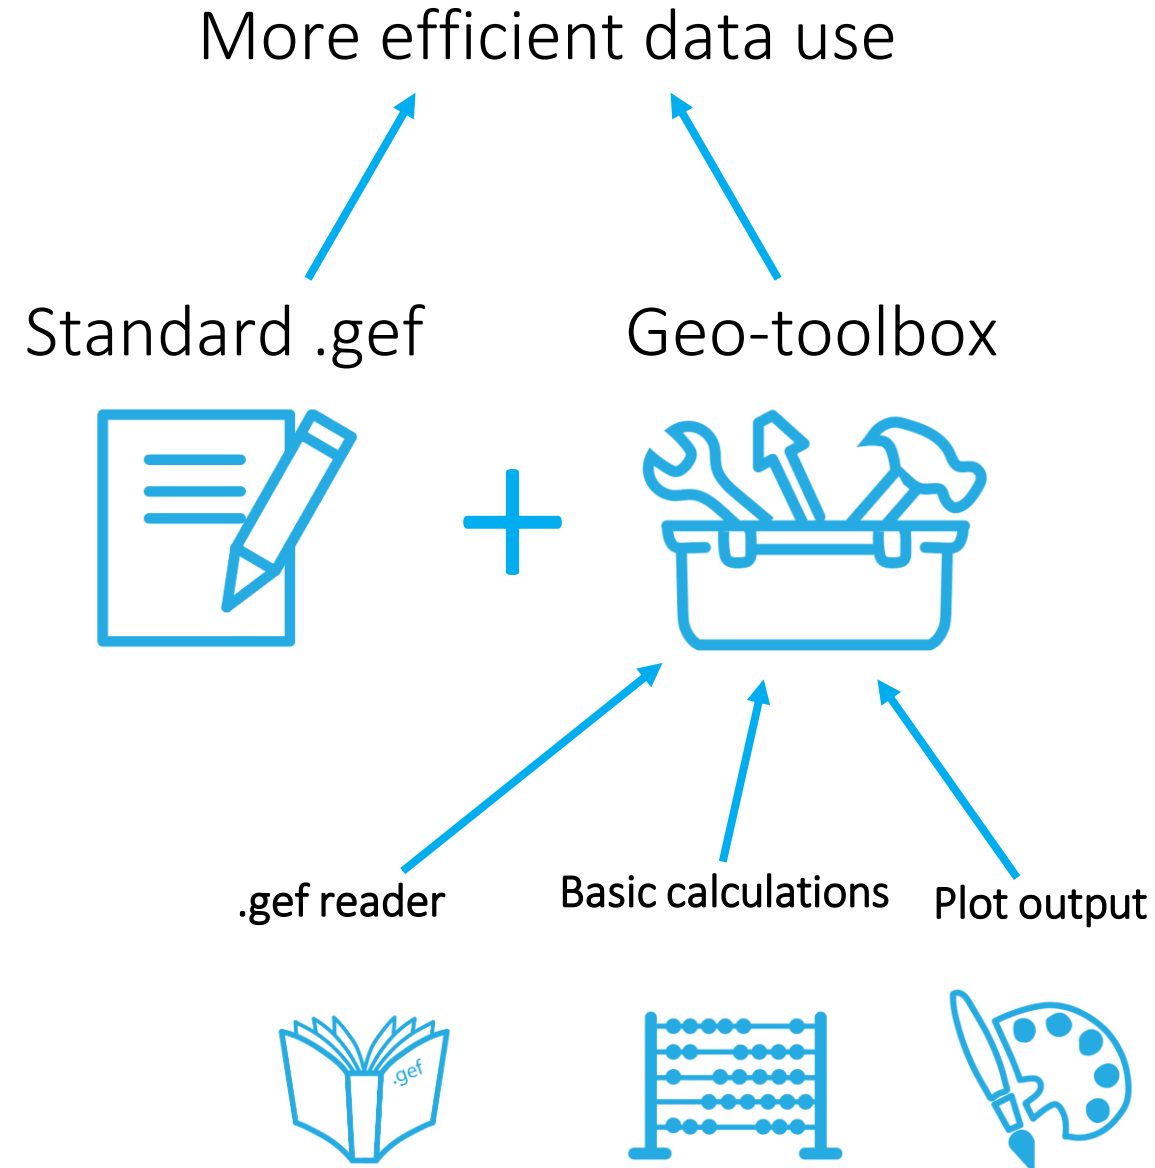 More efficient data use
Standard .gef
Geo-toolbox
.gef reader
Basic calculations
Plot output
.gef